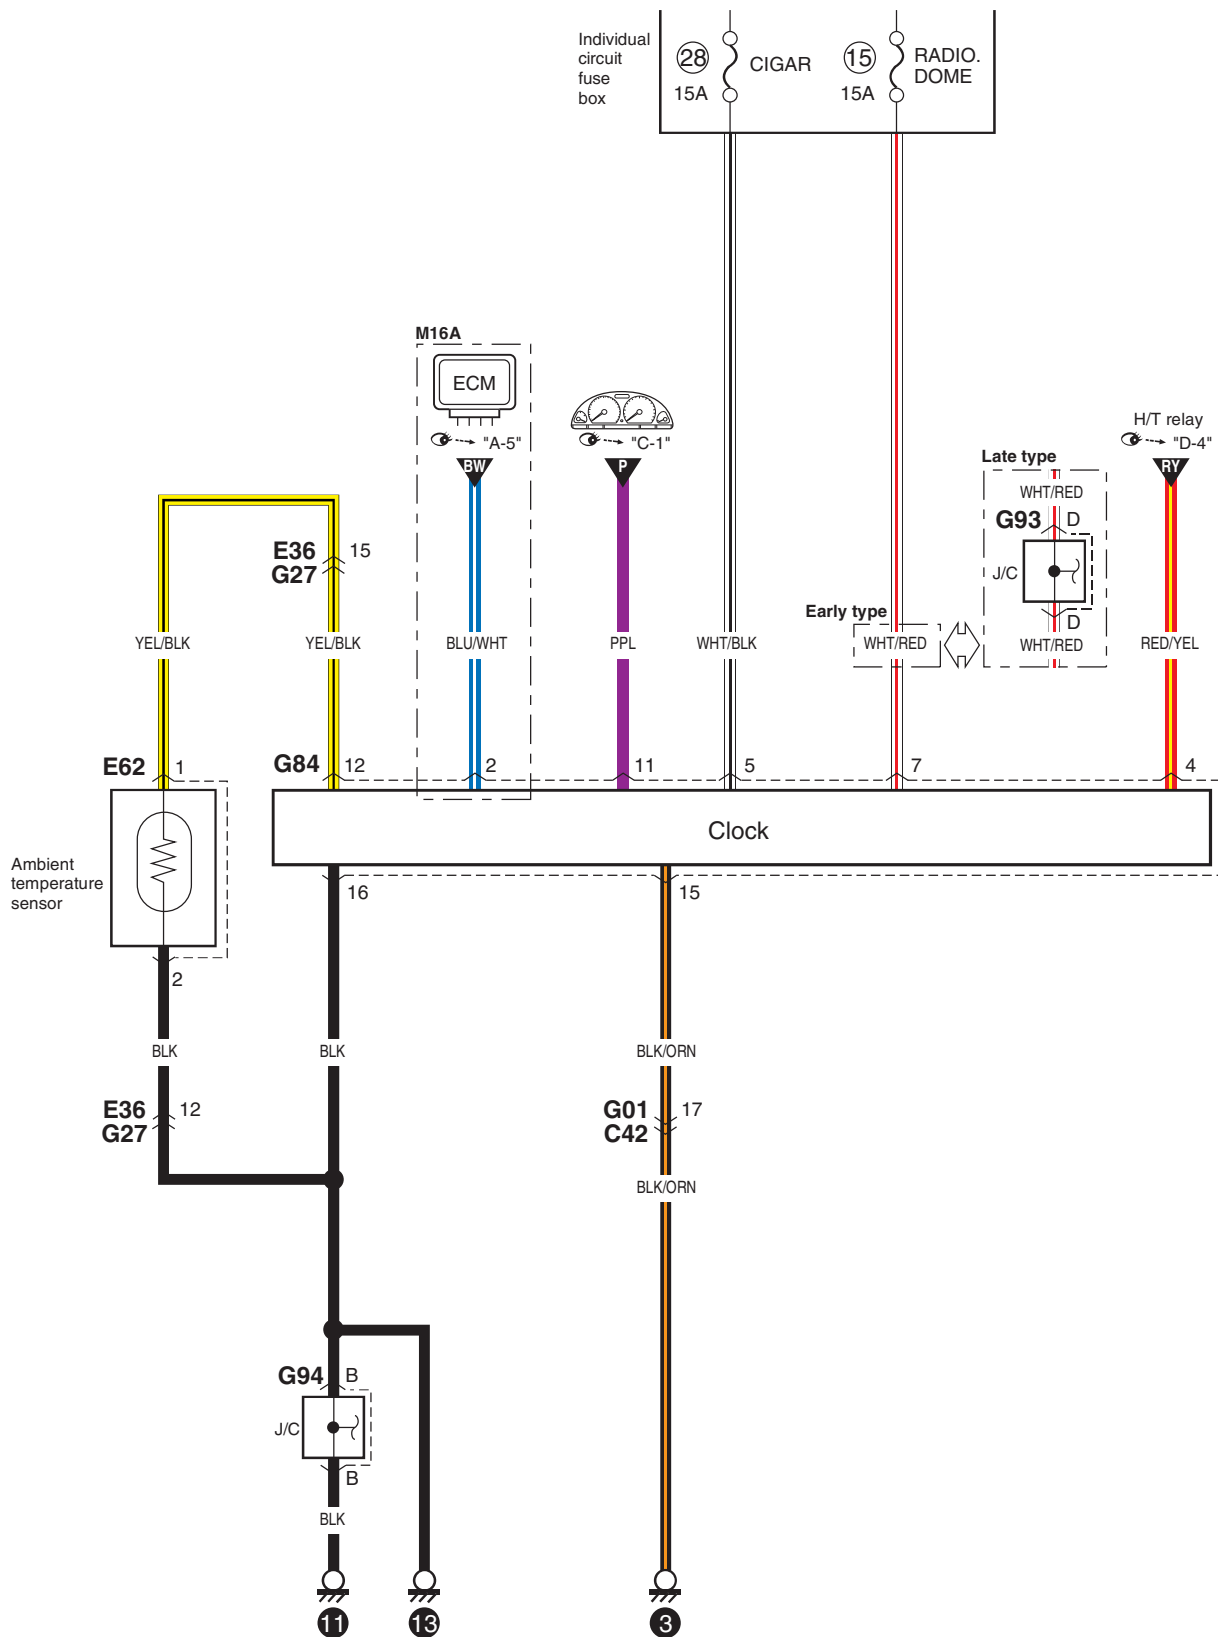 Individual
circuit
fuse
box
28
15A
CIGAR
15
15A
RADIO.
DOME
M16A
ECM
"A-5"
BW
"C-1"
P
H/T relay
"D-4"
RY
Late type
WHT/RED
G93
D
J/C
D
WHT/RED
Early type
WHT/RED
E36
G27
15
YEL/BLK
YEL/BLK
BLU/WHT
PPL
WHT/BLK
RED/YEL
E62
1
G84
12
2
11
5
7
4
Clock
Ambient
temperature
sensor
16
15
2
BLK
BLK
BLK/ORN
E36
G27
12
G01
C42
17
BLK/ORN
G94
B
J/C
B
BLK
11
13
3